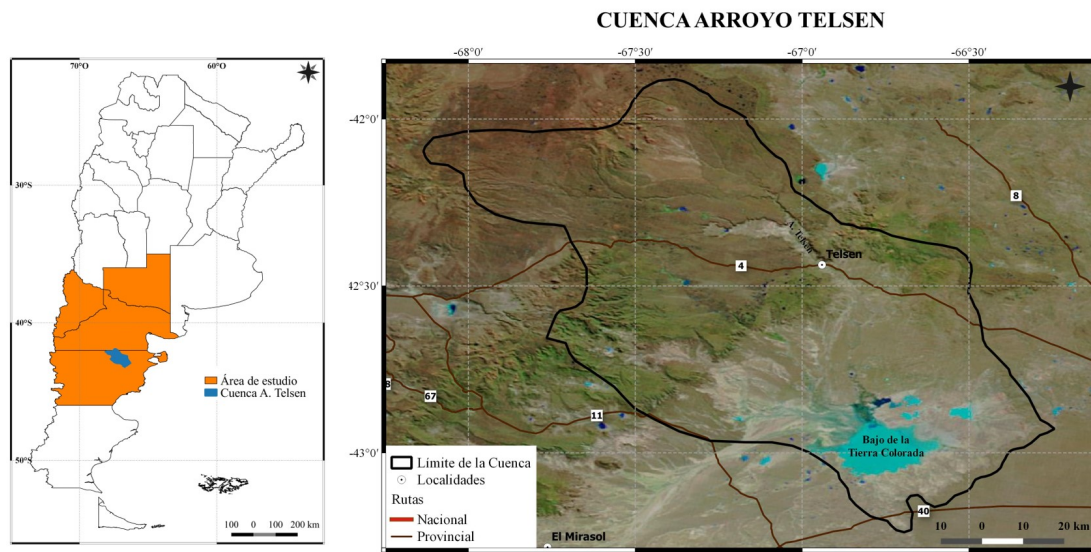 CUENCA ARROYO TELSEN
70°O
60°O
30°S
40°S
50°S
Área de estudio
Cuenca A. Telsen
100 0 100 200 km
-68°0'
-67°30'
-67°0'
-66°30'
-42°0'
-42°30'
-43°0'
8
A. Telsen
Telsen
4
8
67
11
Bajo de la
Tierra Colorada
40
El Mirasol
Límite de la Cuenca
Localidades
Rutas
Nacional
Provincial
10 0 10 20 km